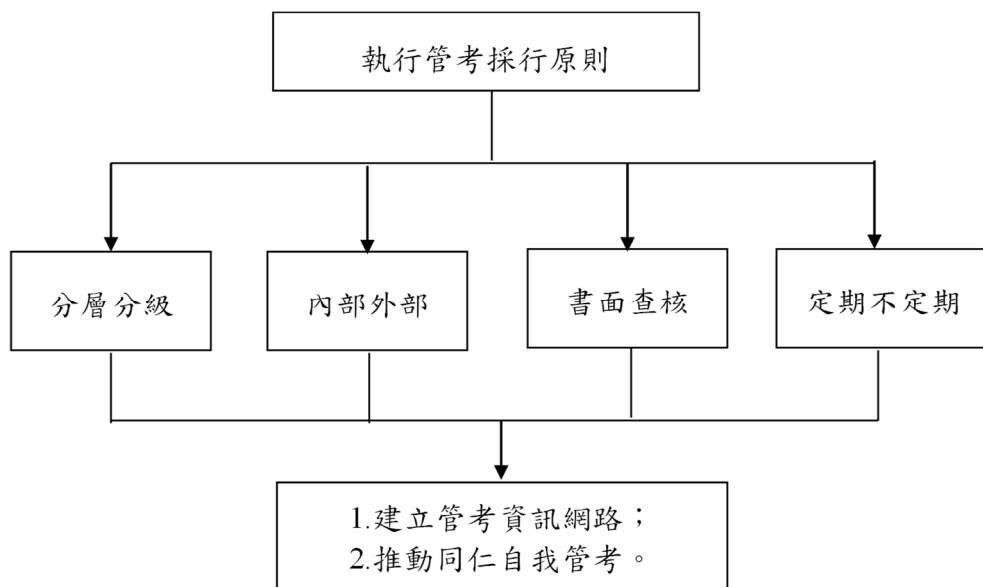 執行管考採行原則
分層分級
內部外部
書面查核
定期不定期
1.建立管考資訊網路；
2.推動同仁自我管考。